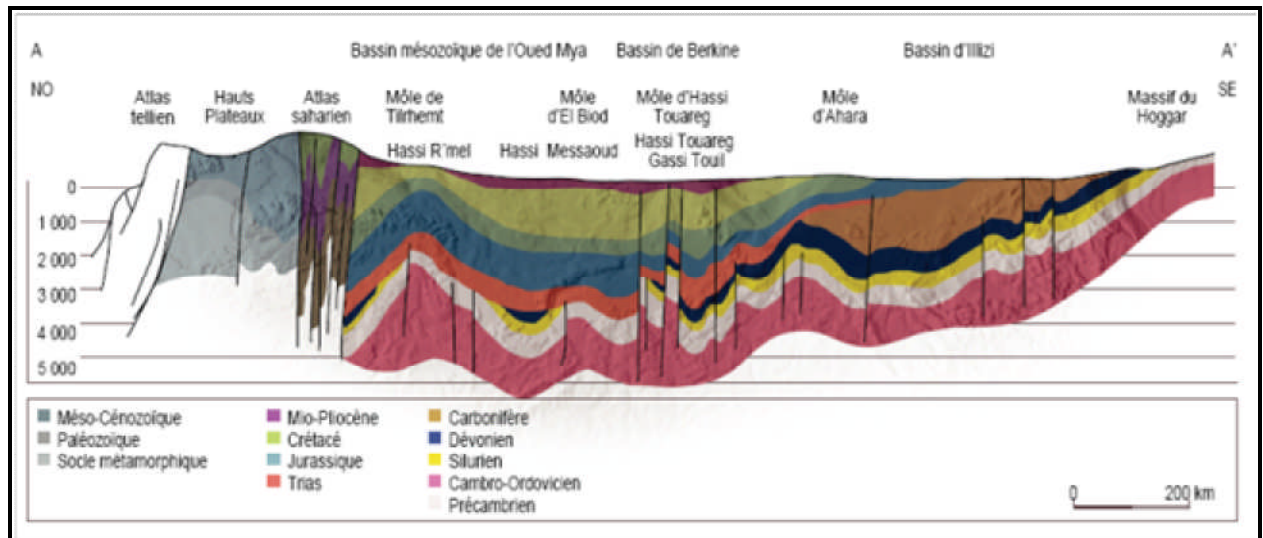 A
Bassin mésozoïque de l'Oued Mya
Bassin de Berkine
Bassin d'Illizi
A'
NO
SE
Atlas
tellien
Hauts
Plateaux
Atlas
saharien
Môle de
Tilrhemt
Môle
d'El Biod
Môle d'Hassi
Touareg
Môle
d'Ahara
Massif du
Hoggar
Hassi R'mel
Hassi Messaoud
Hassi Touareg
Gassi Touil
0
1 000
2 000
3 000
4 000
5 000
Méso-Cénozoïque
Paléozoïque
Socle métamorphique
Mio-Pliocène
Crétacé
Jurassique
Trias
Carbonifère
Dévonien
Silurien
Cambro-Ordovicien
Précambrien
0
200 km